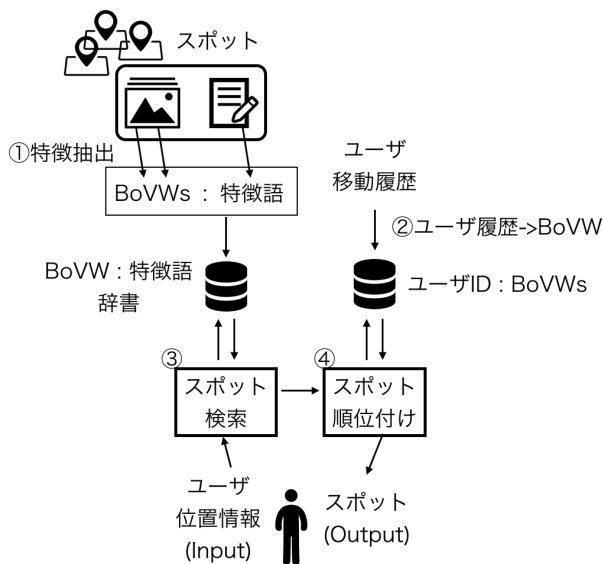 スポット
①特徴抽出
BoVWs : 特徴語
ユーザ
移動履歴
②ユーザ履歴->BoVW
BoVW : 特徴語
辞書
ユーザID : BoVWs
③
スポット
検索
④
スポット
順位付け
ユーザ
位置情報
(Input)
スポット
(Output)